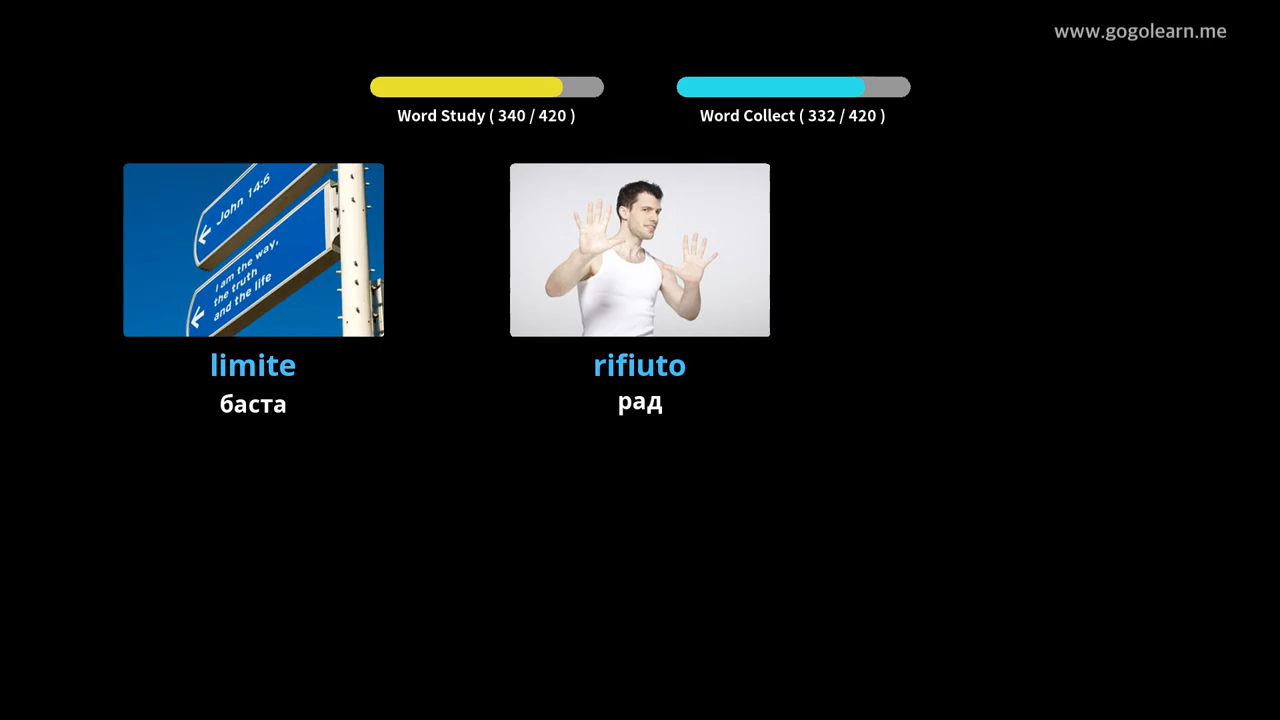 www.gogolearn.me
Word Study ( 340 / 420 )
Word Collect ( 332 / 420 )
John 14:6
I am the way,
the truth
and the life
limite
rifiuto
баста
рад